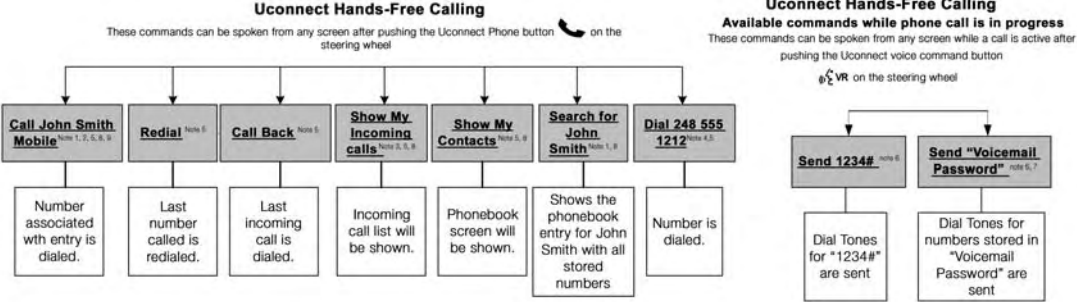 Uconnect Hands-Free Calling
These commands can be spoken from any screen after pushing the Uconnect Phone button on the
steering wheel
Call John Smith
Mobile Note 1, 2, 5, 8, 9
Number
associated
wth entry is
dialed.
Redial Note 5
Last
number
called is
redialed.
Call Back Note 5
Last
incoming
call is
dialed.
Show My
Incoming
calls Note 3, 5, 8
Incoming
call list will
be shown.
Show My
Contacts Note 5, 8
Phonebook
screen will
be shown.
Search for
John
Smith Note 1, 8
Shows the
phonebook
entry for John
Smith with all
stored
numbers
Dial 248 555
1212 Note 4,5
Number is
dialed.
Uconnect Hands-Free Calling
Available commands while phone call is in progress
These commands can be spoken from any screen while a call is active after
pushing the Uconnect voice command button
VR on the steering wheel
Send 1234# note 6
Dial Tones
for "1234#"
are sent
Send "Voicemail
Password" note 6, 7
Dial Tones for
numbers stored in
"Voicemail
Password" are
sent